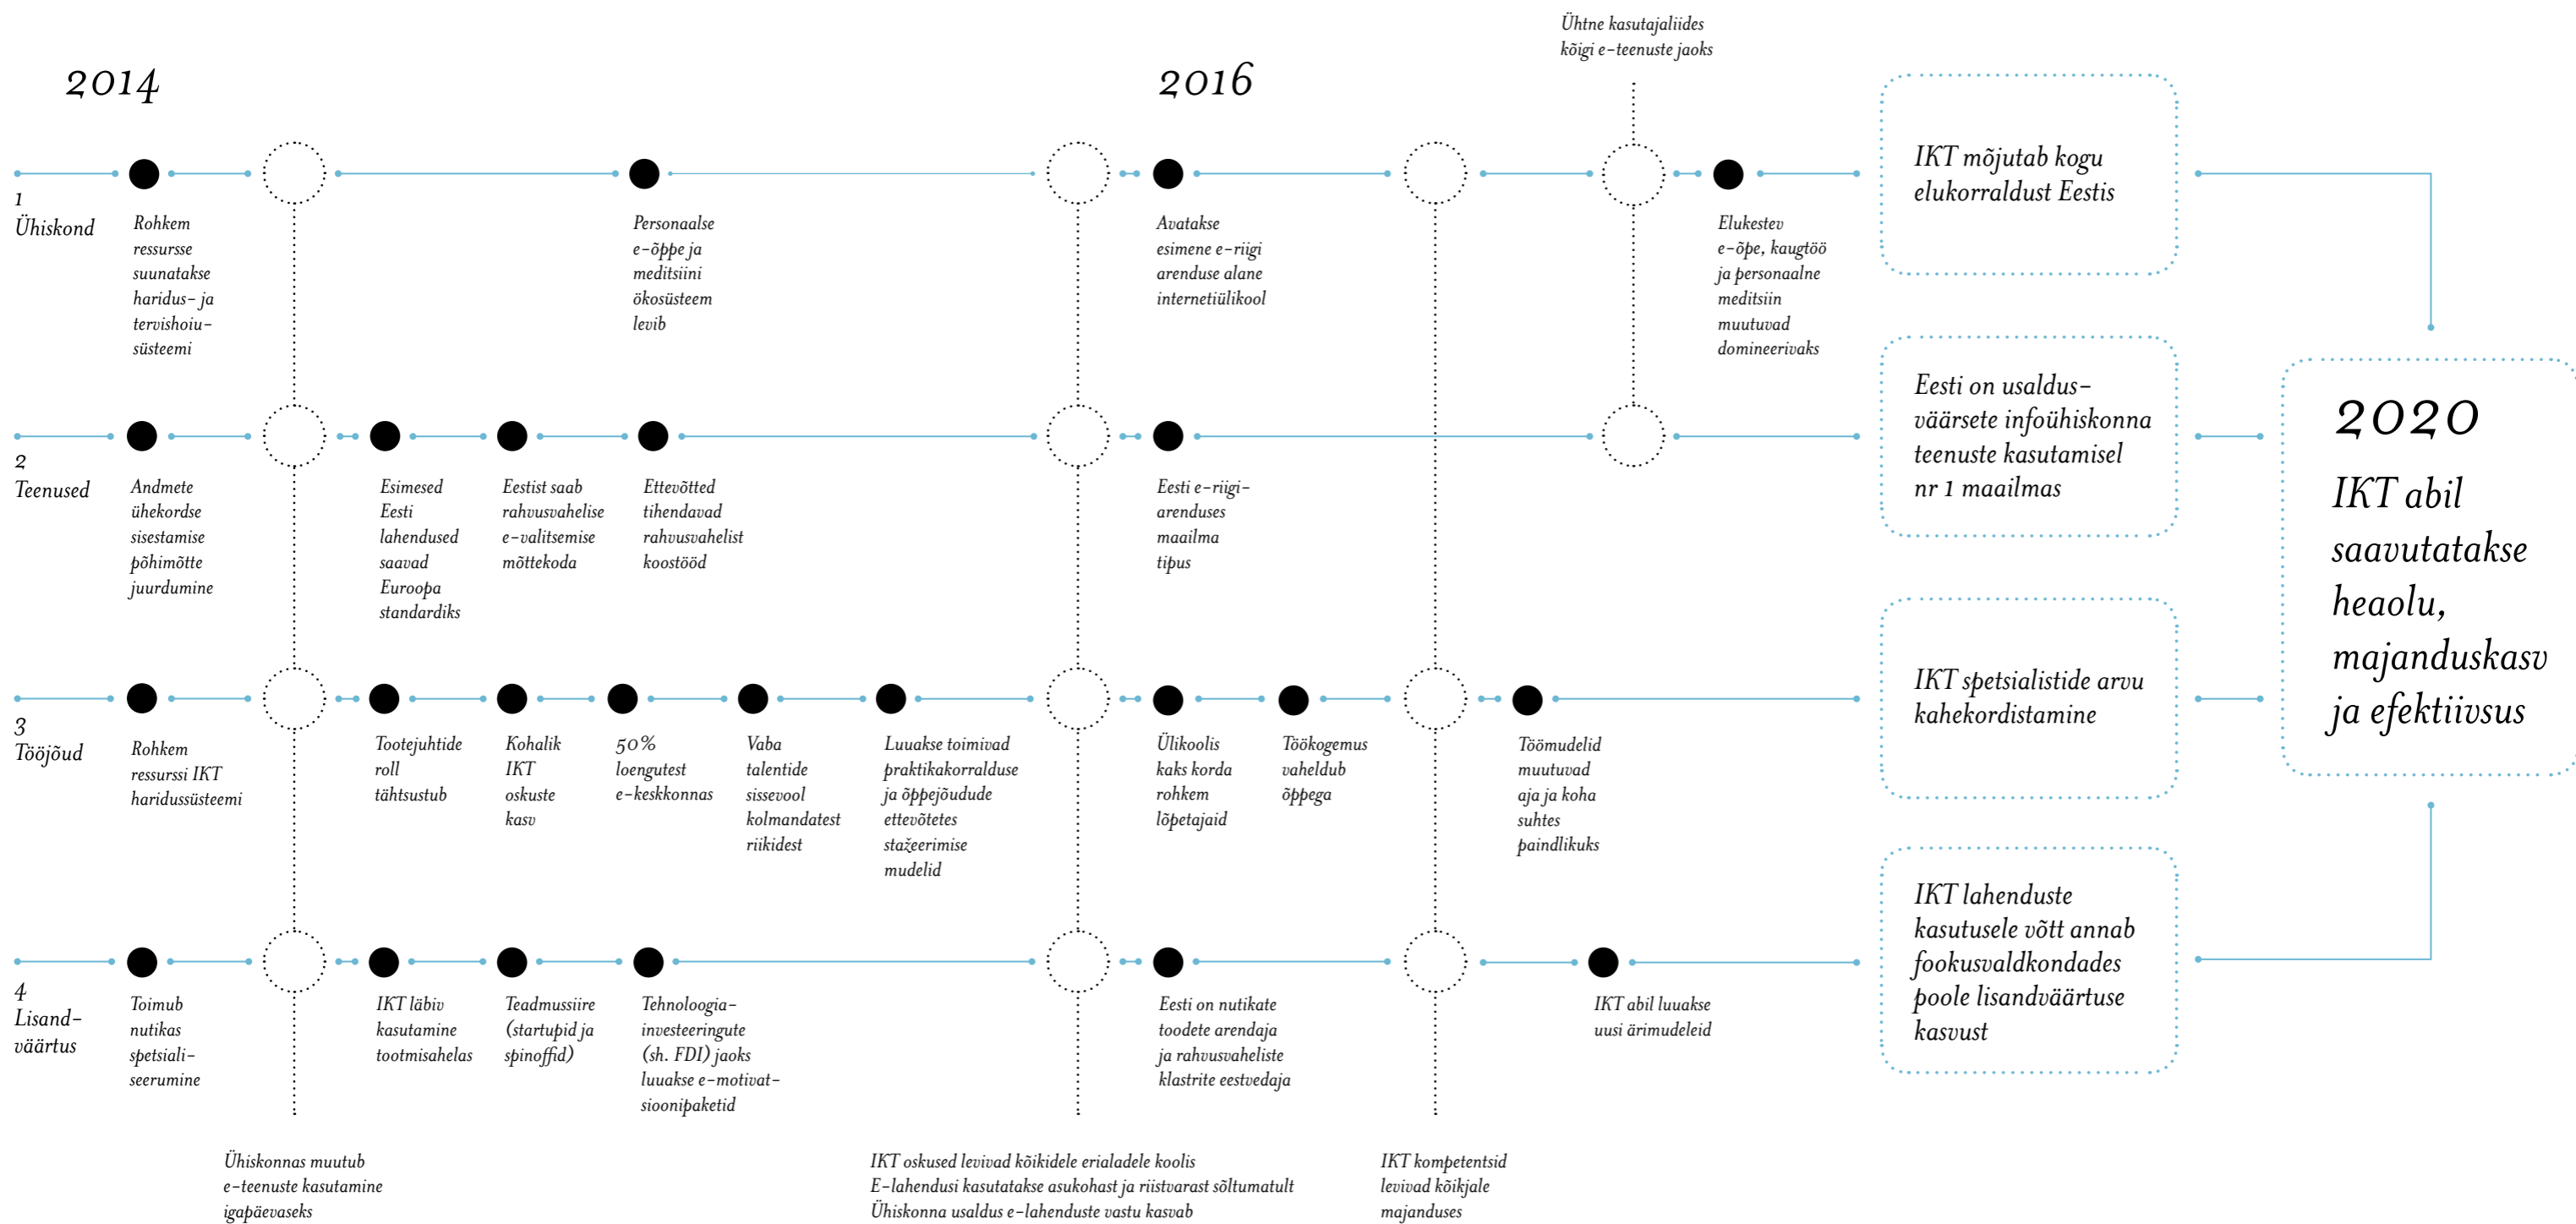 Ühtne kasutajaliides
kõigi e-teenuste jaoks
2014
2016
1
Ühiskond
Rohkem
ressursse
suunatakse
haridus- ja
tervishoiu-
süsteemi
Personaalse
e-õppe ja
meditsiini
ökosüsteem
levib
Avatakse
esimene e-riigi
arenduse alane
internetiülikool
Elukestev
e-õpe, kaugtöö
ja personaalne
meditsiin
muutuvad
domineerivaks
IKT mõjutab kogu
elukorraldust Eestis
2
Teenused
Andmete
ühekordse
sisestamise
põhimõtte
juurdumine
Esimesed
Eesti
lahendused
saavad
Euroopa
standardiks
Eestist saab
rahvusvahelise
e-valitsemise
mõttekoda
Ettevõtted
tihendavad
rahvusvahelist
koostööd
Eesti e-riigi-
arenduses
maailma
tipus
Eesti on usaldus-
väärsete infoühiskonna
teenuste kasutamisel
nr 1 maailmas
3
Tööjõud
Rohkem
ressurssi IKT
haridussüsteemi
Tootejuhtide
roll
tähtsustub
Kohalik
IKT
oskuste
kasv
50%
loengutest
e-keskkonnas
Vaba
talentide
sissevool
kolmandatest
riikidest
Luuakse toimivad
praktikakorralduse
ja õppejõudude
ettevõtetes
stažeerimise
mudelid
Ülikoolis
kaks korda
rohkem
lõpetajaid
Töökogemus
vaheldub
õppega
Töömudelid
muutuvad
aja ja koha
suhtes
paindlikuks
IKT spetsialistide arvu
kahekordistamine
4
Lisand-
väärtus
Toimub
nutikas
spetsiali-
seerumine
IKT läbiv
kasutamine
tootmisahelas
Teadmussiire
(startupid ja
spinoffid)
Tehnoloogia-
investeeringute
(sh. FDI) jaoks
luuakse e-motivat-
sioonipaketid
Eesti on nutikate
toodete arendaja
ja rahvusvaheliste
klastrite eestvedaja
IKT abil luuakse
uusi ärimudeleid
IKT lahenduste
kasutusele võtt annab
fookusvaldkondades
poole lisandväärtuse
kasvust
2020
IKT abil
saavutatakse
heaolu,
majanduskasv
ja efektiivsus
Ühiskonnas muutub
e-teenuste kasutamine
igapäevaseks
IKT oskused levivad kõikidele erialadele koolis
E-lahendusi kasutatakse asukohast ja riistvarast sõltumatult
Ühiskonna usaldus e-lahenduste vastu kasvab
IKT kompetentsid
levivad kõikjale
majanduses